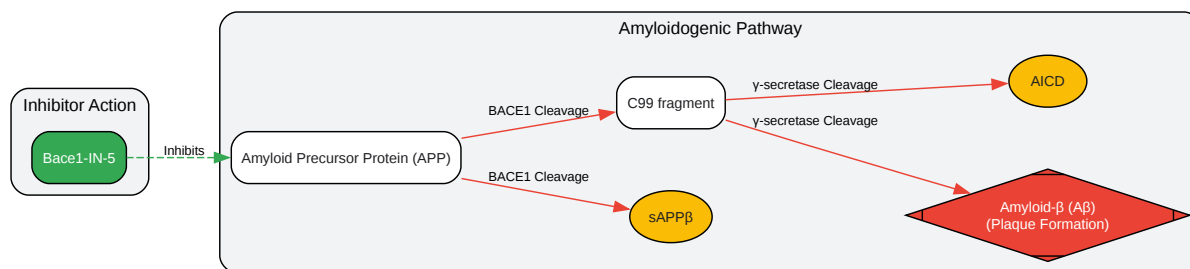 Amyloidogenic Pathway
Inhibitor Action
Bace1-IN-5
Inhibits
Amyloid Precursor Protein (APP)
BACE1 Cleavage
BACE1 Cleavage
C99 fragment
sAPPβ
γ-secretase Cleavage
γ-secretase Cleavage
AICD
Amyloid-β (Aβ)
(Plaque Formation)